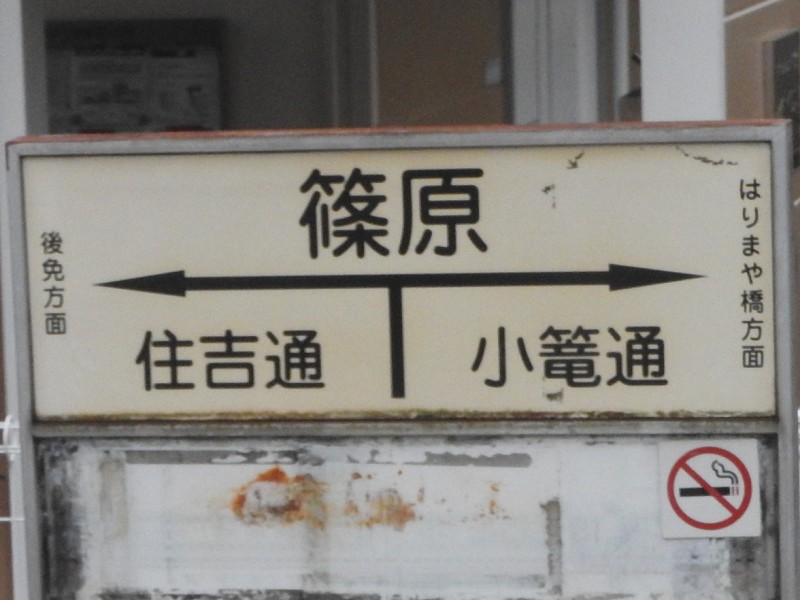 篠原
後免方面
はりまや橋方面
住吉通
小篭通